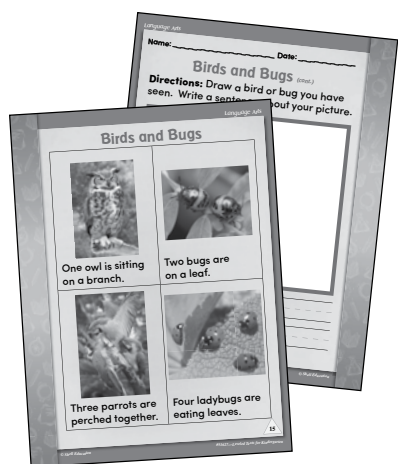 Language Arts
Name: Date:
Birds and Bugs (cont.)
Directions: Draw a bird or bug you have
seen. Write a sentence about your picture.
Language Arts
Birds and Bugs
One owl is sitting
on a branch.
Two bugs are
on a leaf.
Three parrots are
perched together.
Four ladybugs are
eating leaves.
15
© Shell Education